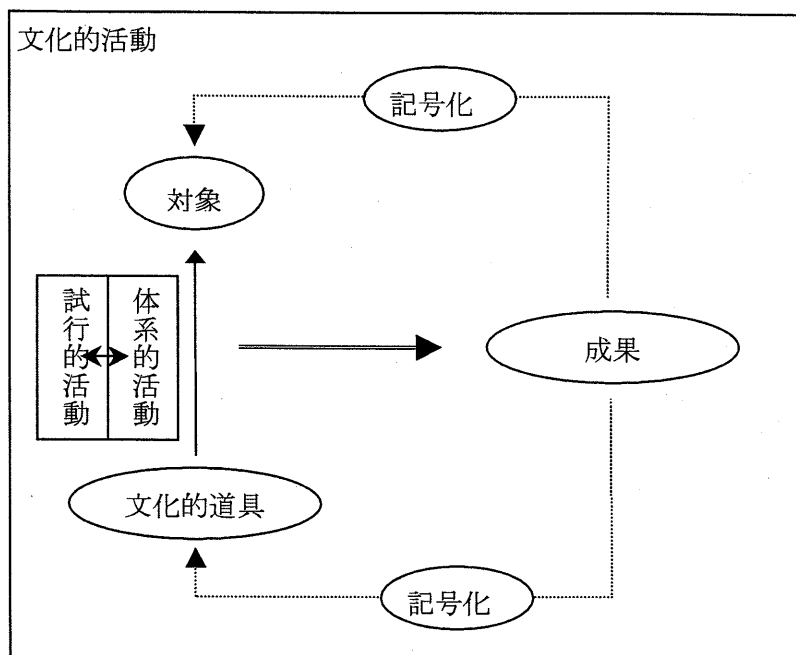 文化的活動
記号化
対象
試行的活動
体系的活動
成果
文化的道具
記号化